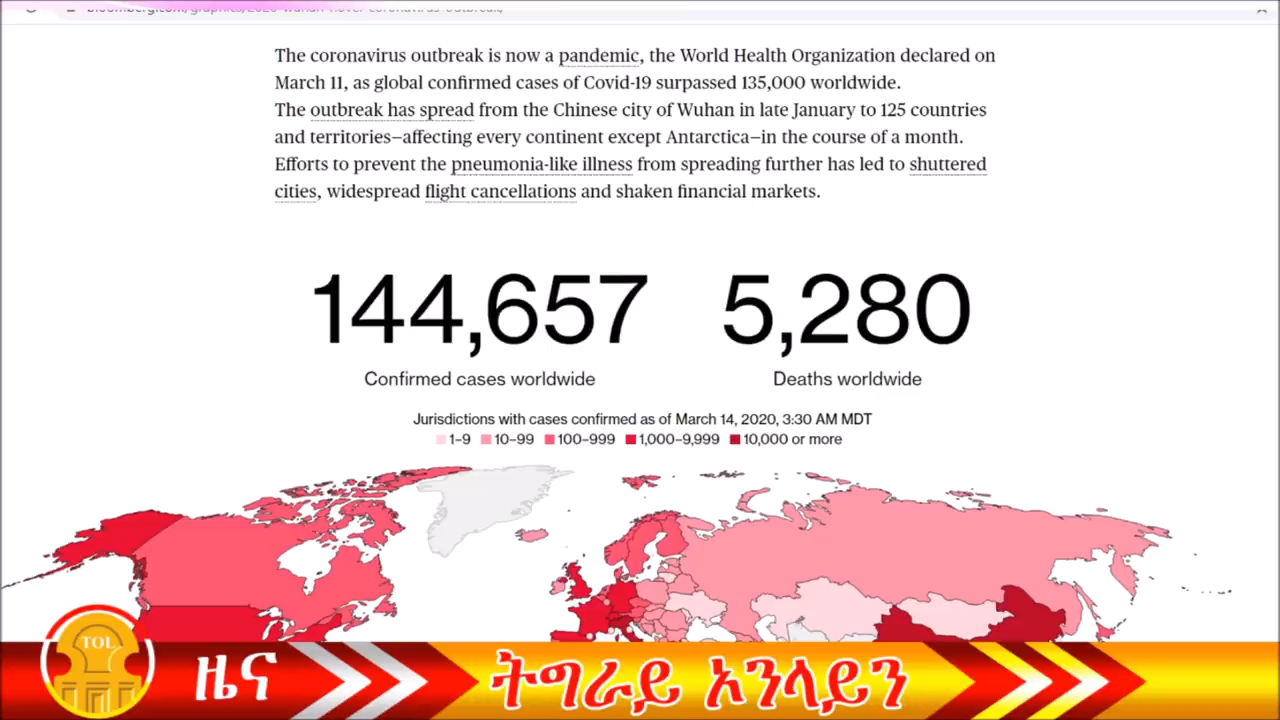 The coronavirus outbreak is now a pandemic, the World Health Organization declared on
March 11, as global confirmed cases of Covid-19 surpassed 135,000 worldwide.
The outbreak has spread from the Chinese city of Wuhan in late January to 125 countries
and territories—affecting every continent except Antarctica—in the course of a month.
Efforts to prevent the pneumonia-like illness from spreading further has led to shuttered
cities, widespread flight cancellations and shaken financial markets.
144,657 5,280
Confirmed cases worldwide Deaths worldwide
Jurisdictions with cases confirmed as of March 14, 2020, 3:30 AM MDT
1–9 10–99 100–999 1,000–9,999 10,000 or more
TOL
ዜና ትግራይ ኦንላይን